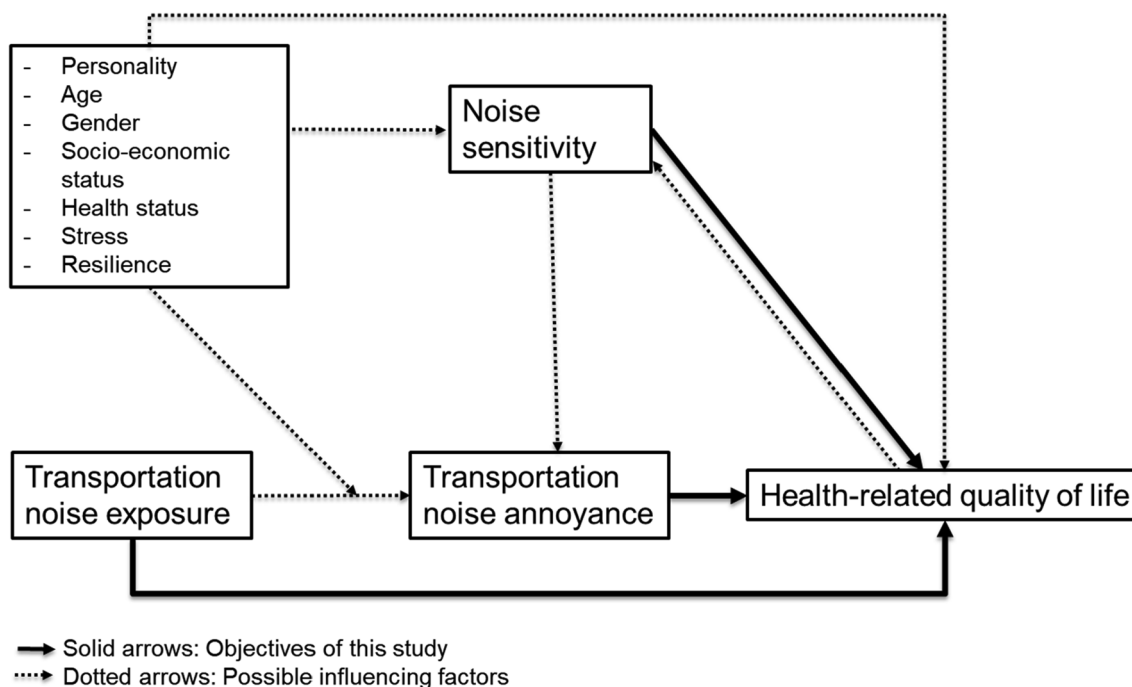 - Personality
- Age
- Gender
- Socio-economic
status
- Health status
- Stress
- Resilience
Noise
sensitivity
Transportation
noise exposure
Transportation
noise annoyance
Health-related quality of life
Solid arrows: Objectives of this study
Dotted arrows: Possible influencing factors